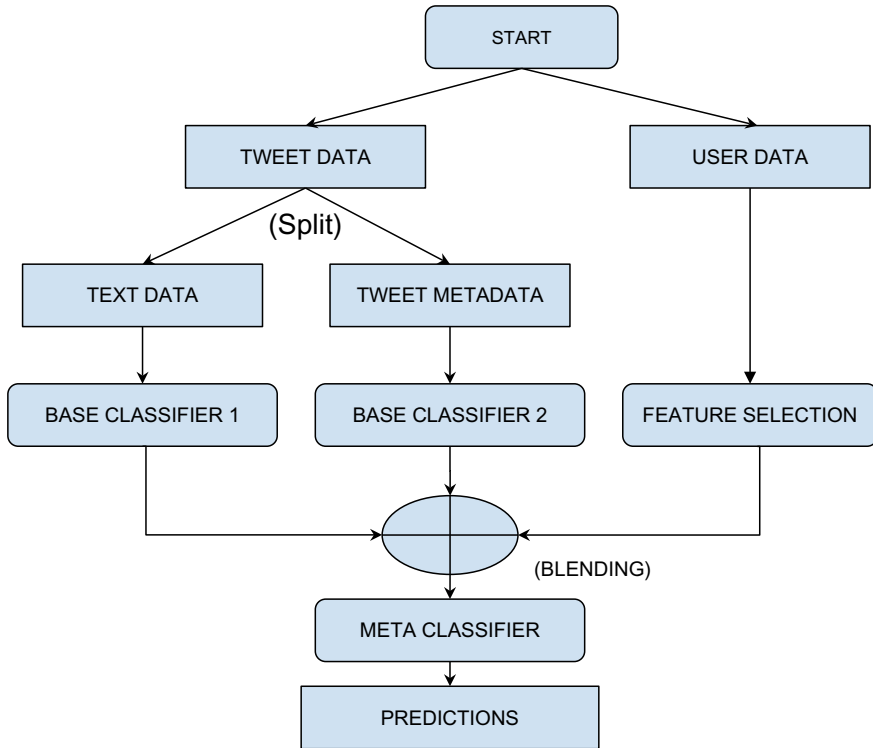 START
TWEET DATA
USER DATA
(Split)
TEXT DATA
TWEET METADATA
BASE CLASSIFIER 1
BASE CLASSIFIER 2
FEATURE SELECTION
(BLENDING)
META CLASSIFIER
PREDICTIONS